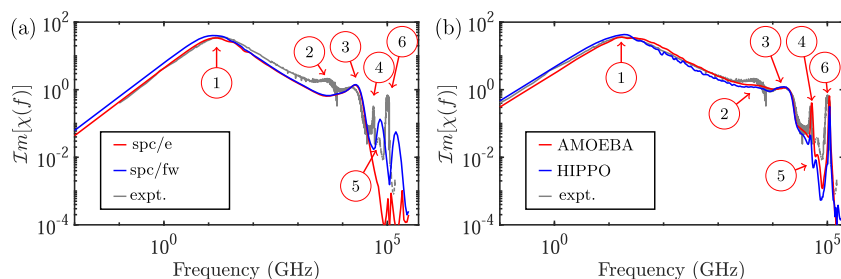 (a)
Im[χ(f)]
10^2
10^0
10^-2
10^-4
1
2
3
4
6
5
spc/e
spc/fw
expt.
10^0
10^5
Frequency (GHz)
(b)
Im[χ(f)]
10^2
10^0
10^-2
10^-4
1
2
3
4
6
5
AMOEBA
HIPPO
expt.
10^0
10^5
Frequency (GHz)